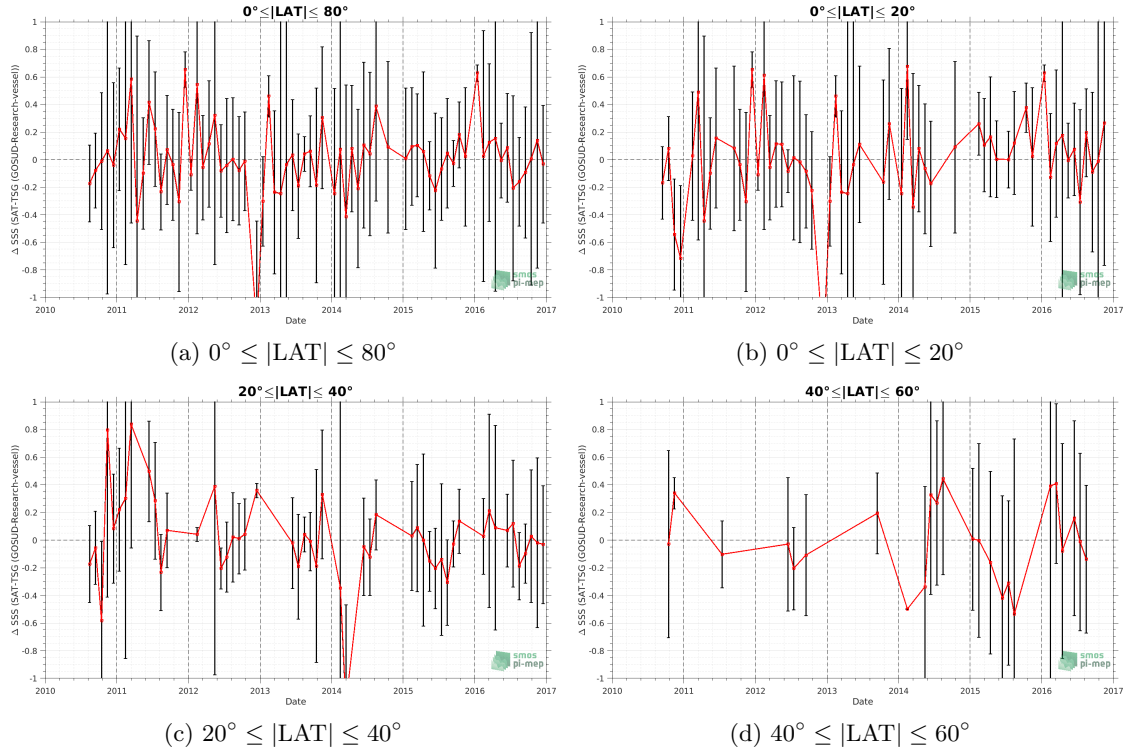 0°≤|LAT|≤ 80°
1
0.8
0.6
0.4
0.2
0
-0.2
-0.4
-0.6
-0.8
-1
Δ SSS (SAT-TSG (GOSUD-Research-vessel))
2010 2011 2012 2013 2014 2015 2016 2017
Date
smos
pi-mep
(a) 0° ≤ |LAT| ≤ 80°
0°≤|LAT|≤ 20°
1
0.8
0.6
0.4
0.2
0
-0.2
-0.4
-0.6
-0.8
-1
Δ SSS (SAT-TSG (GOSUD-Research-vessel))
2010 2011 2012 2013 2014 2015 2016 2017
Date
smos
pi-mep
(b) 0° ≤ |LAT| ≤ 20°
20°≤|LAT|≤ 40°
1
0.8
0.6
0.4
0.2
0
-0.2
-0.4
-0.6
-0.8
-1
Δ SSS (SAT-TSG (GOSUD-Research-vessel))
2010 2011 2012 2013 2014 2015 2016 2017
Date
smos
pi-mep
(c) 20° ≤ |LAT| ≤ 40°
40°≤|LAT|≤ 60°
1
0.8
0.6
0.4
0.2
0
-0.2
-0.4
-0.6
-0.8
-1
Δ SSS (SAT-TSG (GOSUD-Research-vessel))
2010 2011 2012 2013 2014 2015 2016 2017
Date
smos
pi-mep
(d) 40° ≤ |LAT| ≤ 60°